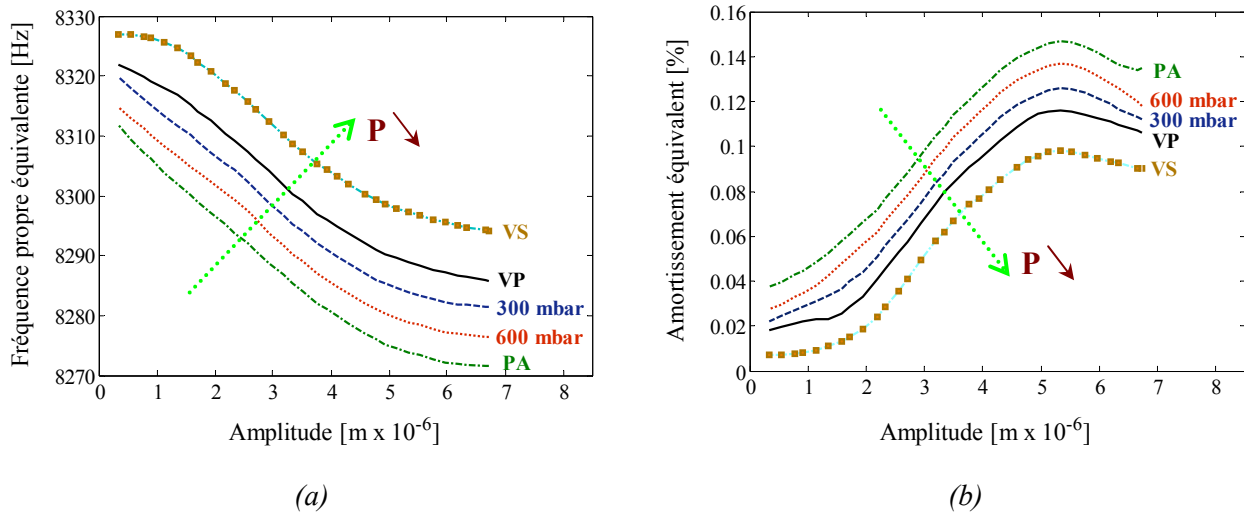 8330
8320
8310
8300
8290
8280
8270
Fréquence propre équivalente [Hz]
P
VS
VP
300 mbar
600 mbar
PA
0 1 2 3 4 5 6 7 8
Amplitude [m x 10-6]
(a)
0.16
0.14
0.12
0.1
0.08
0.06
0.04
0.02
0
Amortissement équivalent [%]
PA
600 mbar
300 mbar
VP
VS
P
0 1 2 3 4 5 6 7 8
Amplitude [m x 10-6]
(b)